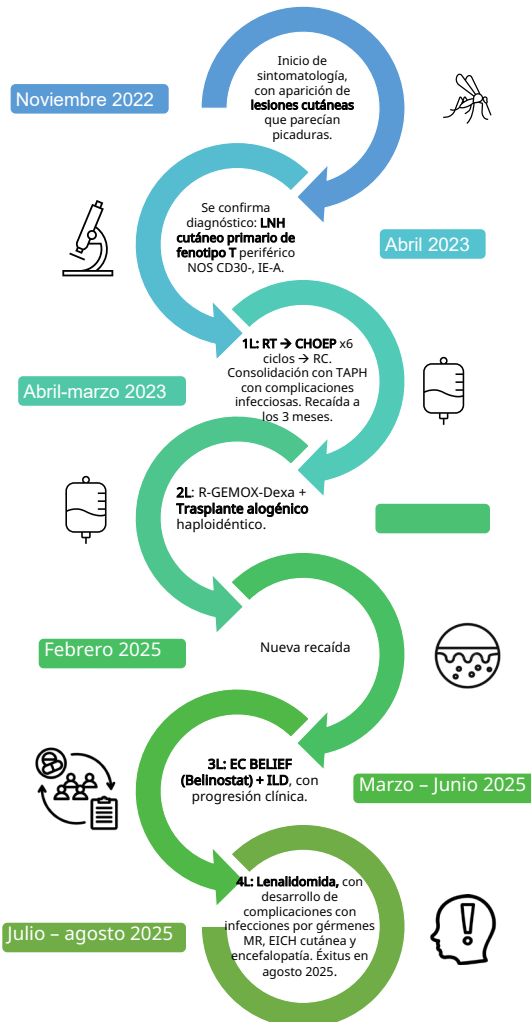 Noviembre 2022
Inicio de
sintomatología,
con aparición de
lesiones cutáneas
que parecían
picaduras.
Se confirma
diagnóstico: LNH
cutáneo primario de
fenotipo T periférico
NOS CD30-, IE-A.
Abril 2023
1L: RT → CHOEP x6
ciclos → RC.
Consolidación con TAPH
con complicaciones
infecciosas. Recaída a
los 3 meses.
Abril-marzo 2023
2L: R-GEMOX-Dexa +
Trasplante alogénico
haploidéntico.
Febrero 2025
Nueva recaída
3L: EC BELIEF
(Belinostat) + ILD, con
progresión clínica.
Marzo – Junio 2025
4L: Lenalidomida, con
desarrollo de
complicaciones con
infecciones por gérmenes
MR, EICH cutánea y
encefalopatía. Éxitus en
agosto 2025.
Julio – agosto 2025